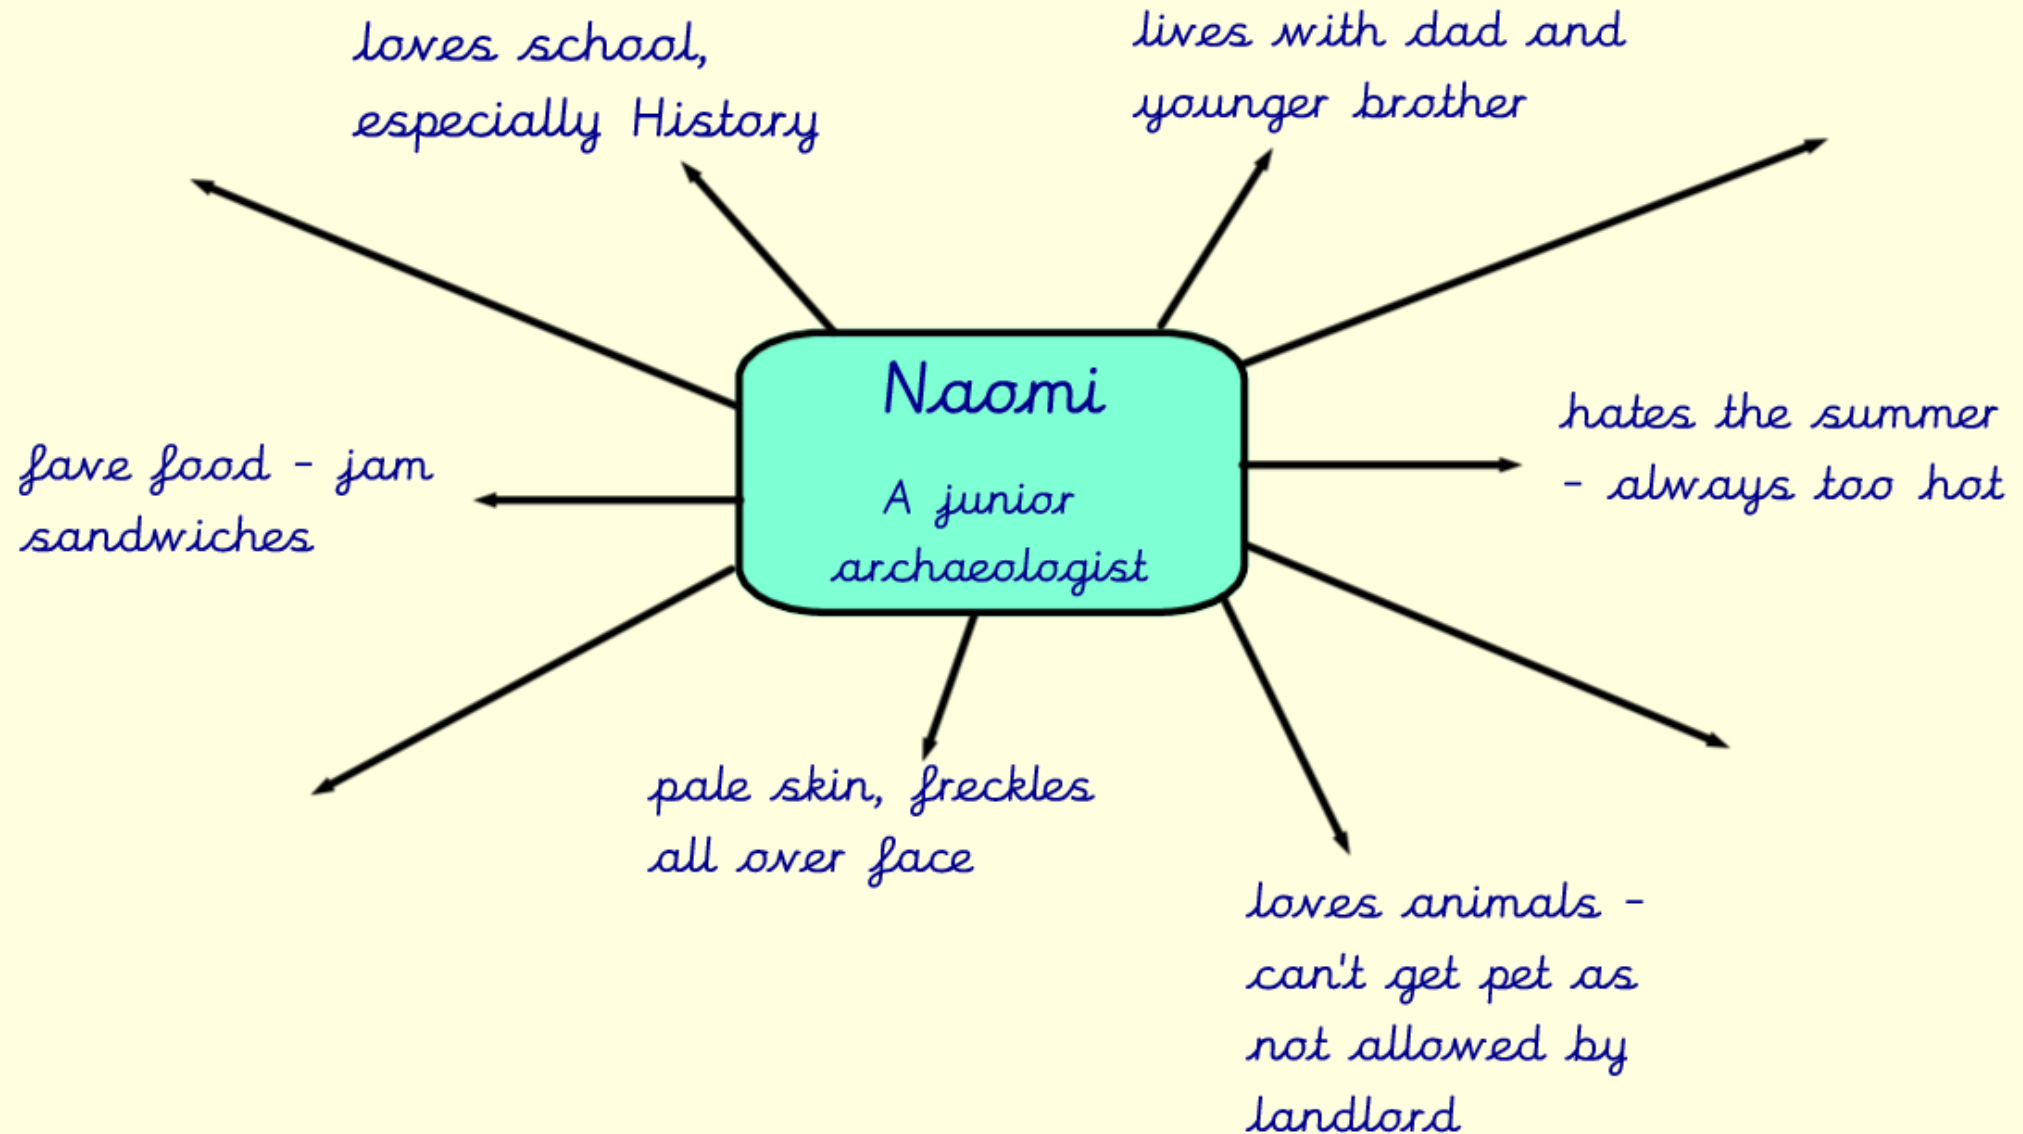 loves school,
especially History
lives with dad and
younger brother
Naomi
A junior
archaeologist
hates the summer
- always too hot
fave food - jam
sandwiches
pale skin, freckles
all over face
loves animals -
can't get pet as
not allowed by
landlord